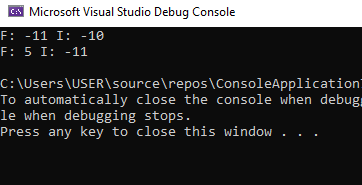 Microsoft Visual Studio Debug Console
F: -11 I: -10
F: 5 I: -11
C:\Users\USER\source\repos\ConsoleApplication
To automatically close the console when debugg
le when debugging stops.
Press any key to close this window . . .